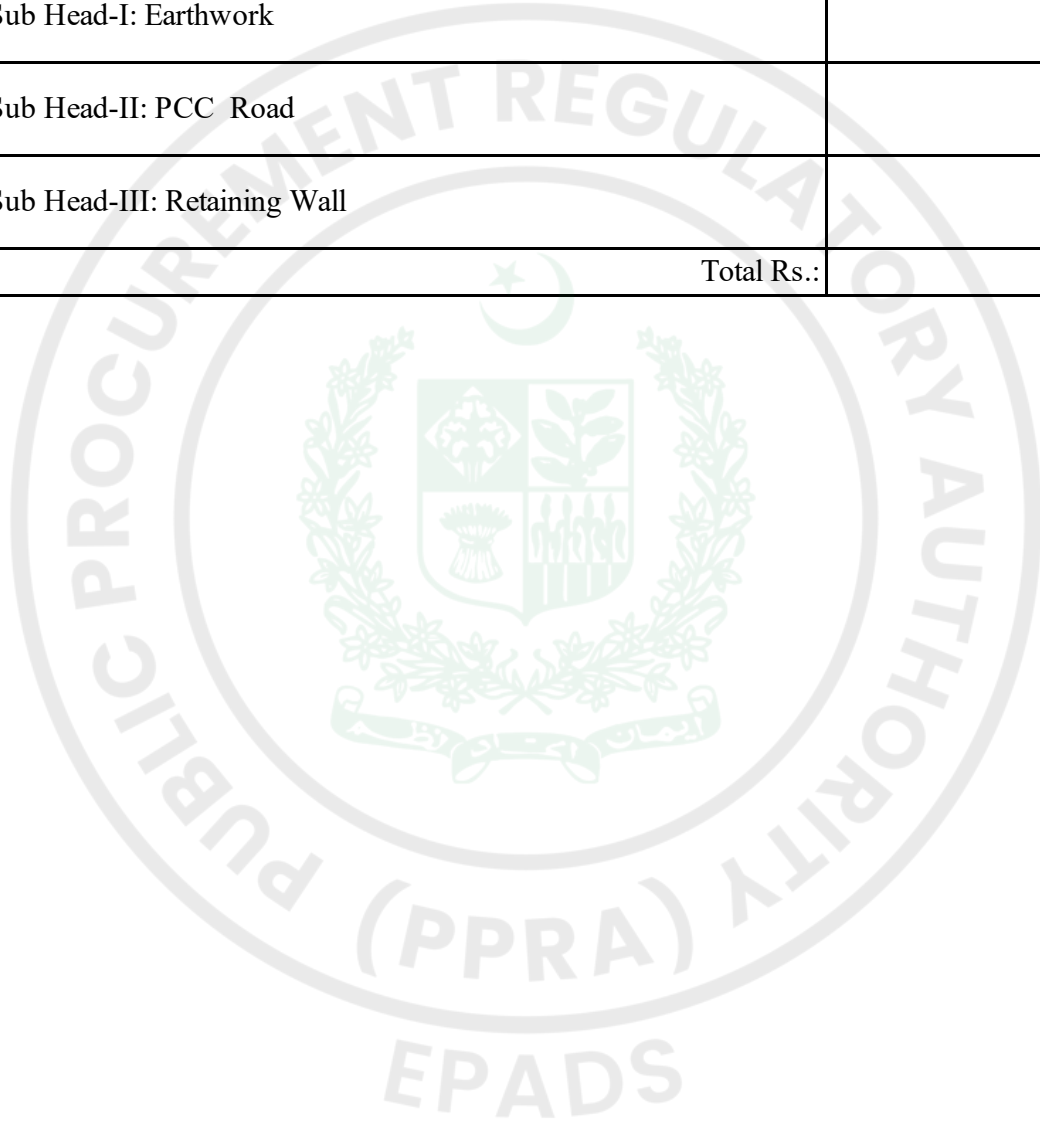 Sub Head-I: Earthwork
Sub Head-II: PCC Road
Sub Head-III: Retaining Wall
Total Rs.:
PUBLIC PROCUREMENT REGULATORY AUTHORITY
(PPRA)
EPADS